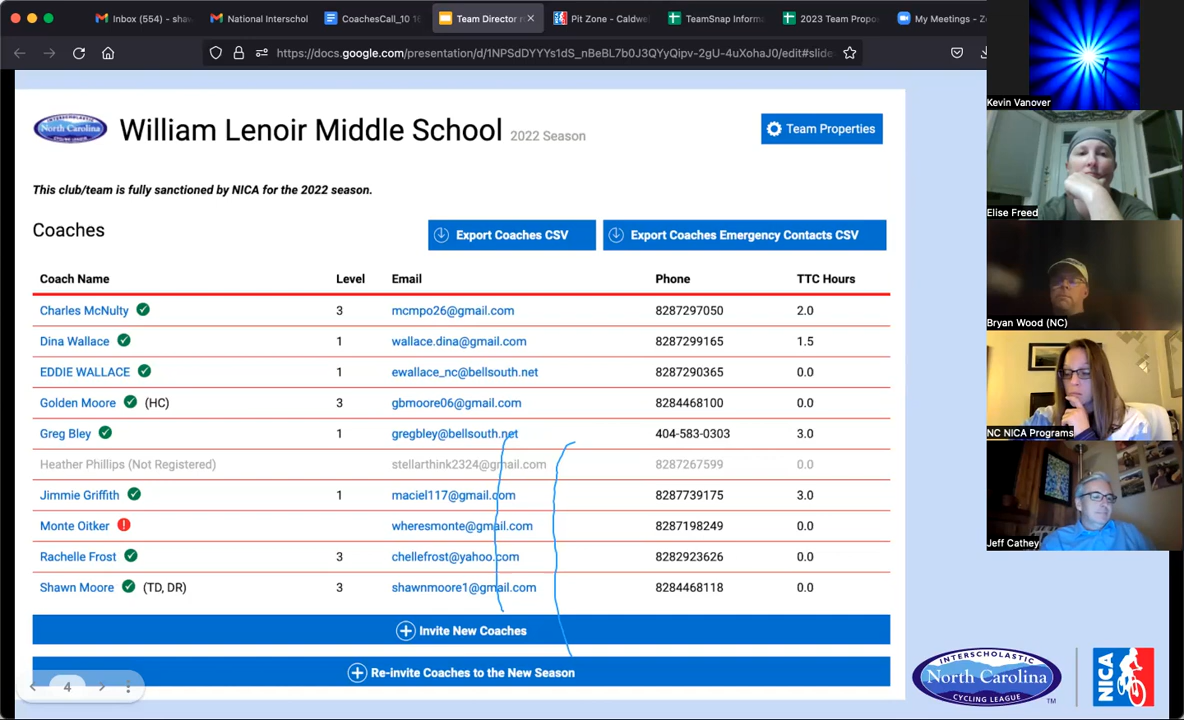 Inbox (554) - sha
National Interschol
CoachesCall_10 16
Team Director
Pit Zone - Caldwe
TeamSnap Informa
2023 Team Propo
My Meetings - Z
https://docs.google.com/presentation/d/1NPSdDYYYs1dS_nBeBL7b0J3QYyQipv-2gU-4uXohaJ0/edit#slide
INTERSCHOLASTIC
North Carolina
CYCLING LEAGUE
William Lenoir Middle School 2022 Season
Team Properties
This club/team is fully sanctioned by NICA for the 2022 season.
Coaches
Export Coaches CSV
Export Coaches Emergency Contacts CSV
Coach Name Level Email Phone TTC Hours
Charles McNulty 3 mcmpo26@gmail.com 8287297050 2.0
Dina Wallace 1 wallace.dina@gmail.com 8287299165 1.5
EDDIE WALLACE 1 ewallace_nc@bellsouth.net 8287290365 0.0
Golden Moore (HC) 3 gbmoore06@gmail.com 8284468100 0.0
Greg Bley 1 gregbley@bellsouth.net 404-583-0303 3.0
Heather Phillips (Not Registered) stellarthink2324@gmail.com 8287267599 0.0
Jimmie Griffith 1 maciel117@gmail.com 8287739175 3.0
Monte Oitker wheresmonte@gmail.com 8287198249 0.0
Rachelle Frost 3 chellefrost@yahoo.com 8282923626 0.0
Shawn Moore (TD, DR) 3 shawnmoore1@gmail.com 8284468118 0.0
Invite New Coaches
Re-invite Coaches to the New Season
4
Kevin Vanover
Elise Freed
Bryan Wood (NC)
NC NICA Programs
Jeff Cathey
INTERSCHOLASTIC
North Carolina
CYCLING LEAGUE
TM
NICA